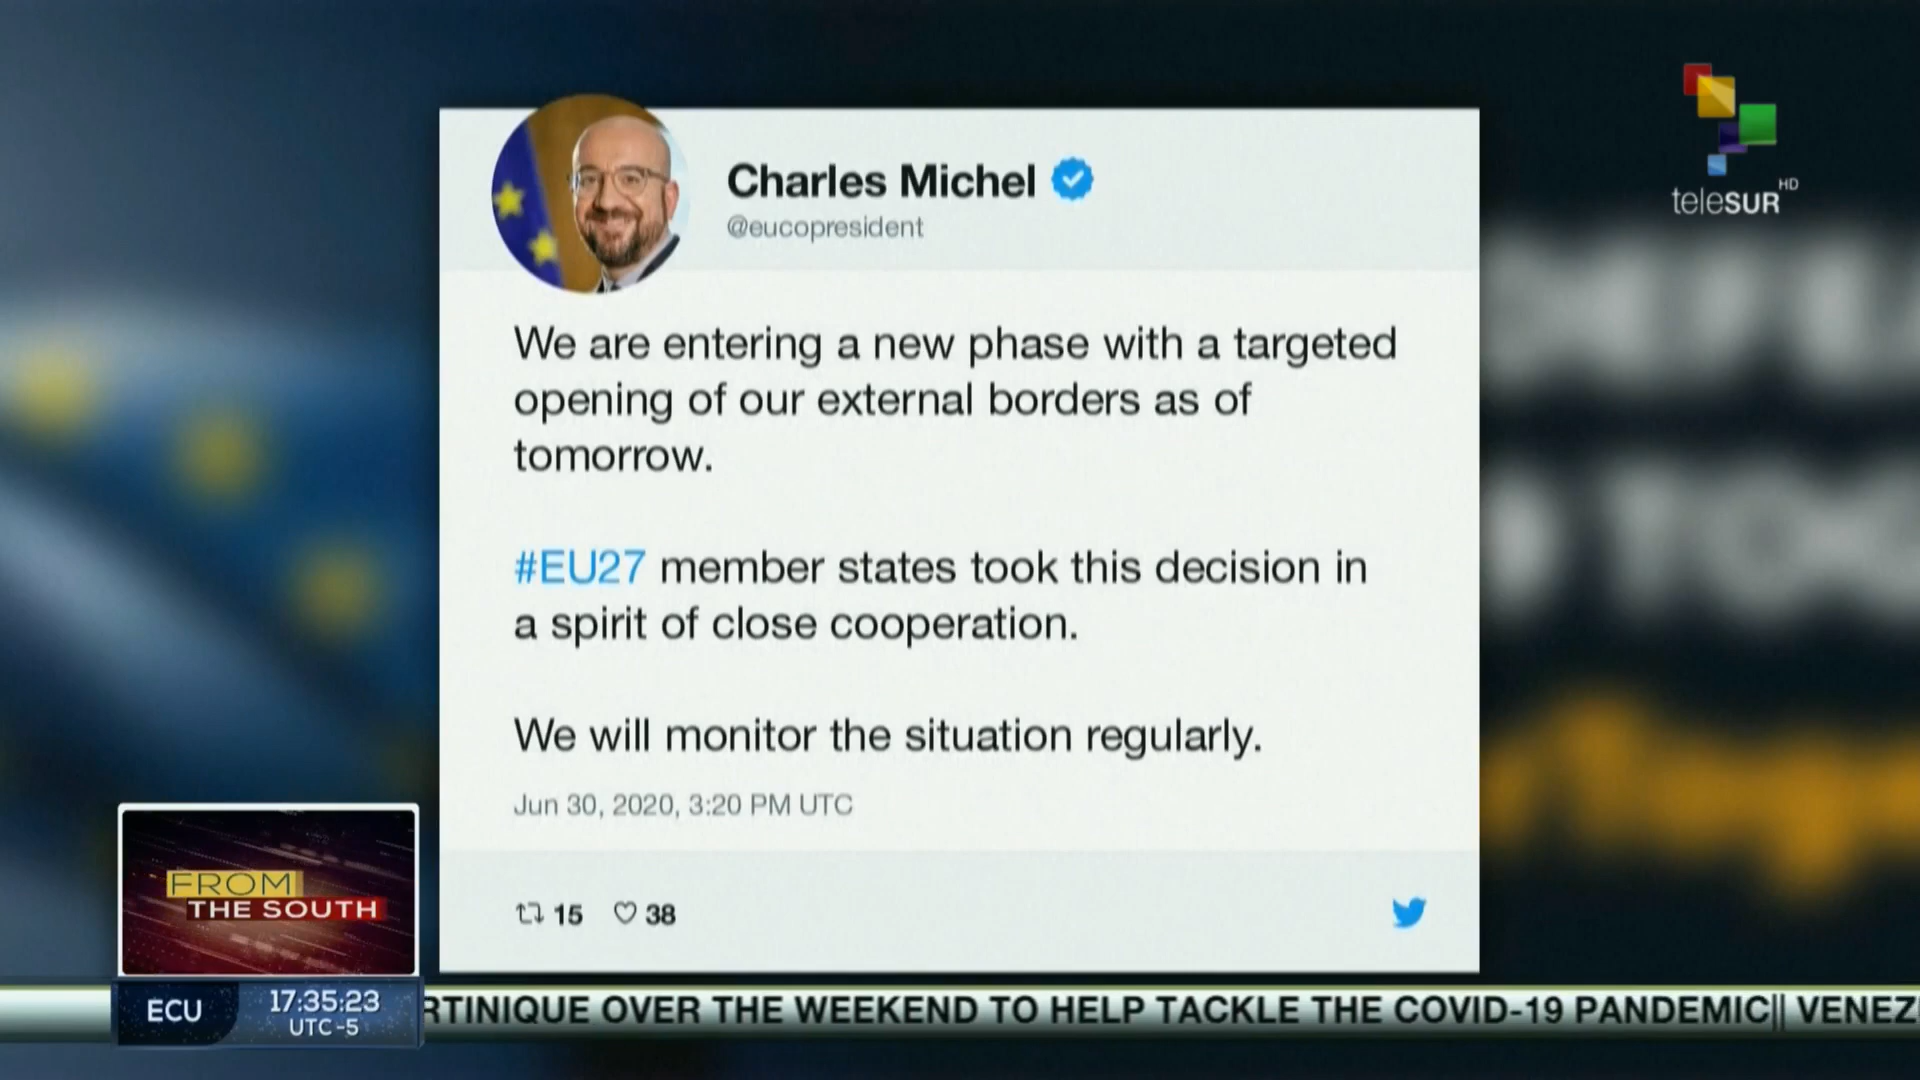 teleSUR HD
Charles Michel
@eucopresident
We are entering a new phase with a targeted
opening of our external borders as of
tomorrow.
#EU27 member states took this decision in
a spirit of close cooperation.
We will monitor the situation regularly.
Jun 30, 2020, 3:20 PM UTC
15 38
FROM
THE SOUTH
ECU 17:35:23
UTC-5
RTINIQUE OVER THE WEEKEND TO HELP TACKLE THE COVID-19 PANDEMIC|| VENEZ